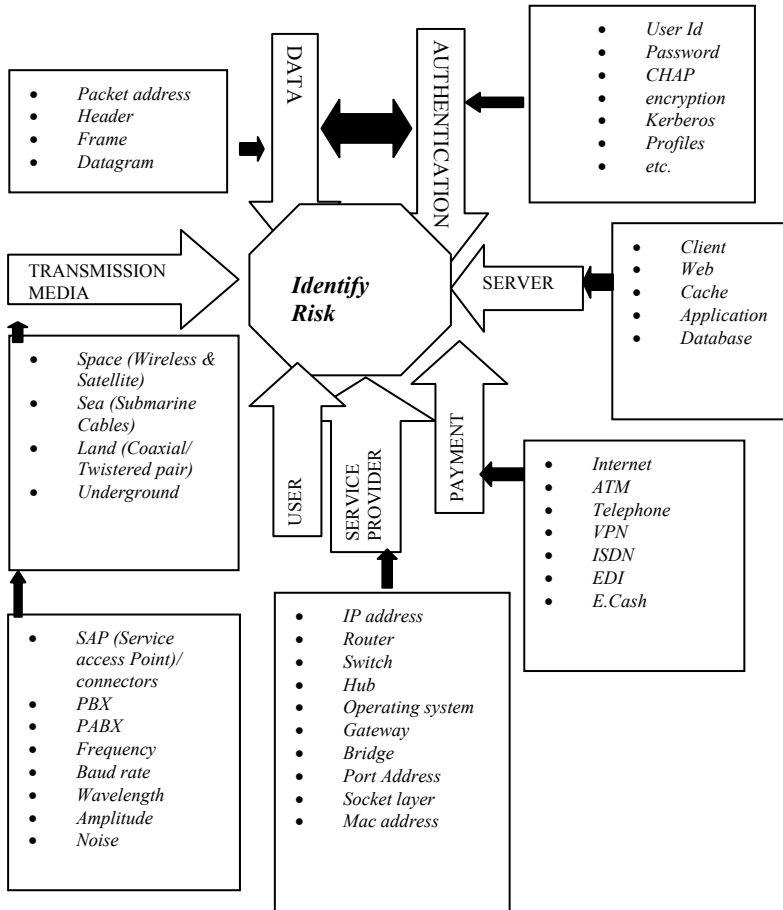 DATA
AUTHENTICATION
• User Id
• Password
• CHAP
• encryption
• Kerberos
• Profiles
• etc.
• Packet address
• Header
• Frame
• Datagram
TRANSMISSION
MEDIA
Identify
Risk
SERVER
• Client
• Web
• Cache
• Application
• Database
• Space (Wireless &
Satellite)
• Sea (Submarine
Cables)
• Land (Coaxial/
Twistered pair)
• Underground
USER
SERVICE
PROVIDER
PAYMENT
• Internet
• ATM
• Telephone
• VPN
• ISDN
• EDI
• E.Cash
• SAP (Service
access Point)/
connectors
• PBX
• PABX
• Frequency
• Baud rate
• Wavelength
• Amplitude
• Noise
• IP address
• Router
• Switch
• Hub
• Operating system
• Gateway
• Bridge
• Port Address
• Socket layer
• Mac address